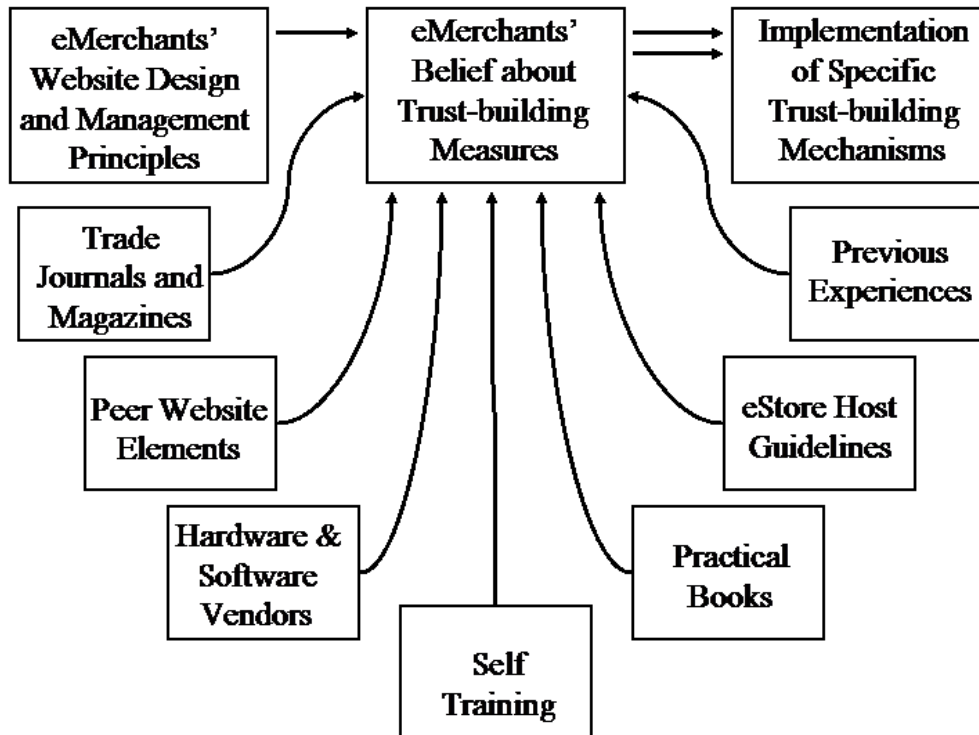 eMerchants’
Website Design
and Management
Principles
eMerchants’
Belief about
Trust-building
Measures
Implementation
of Specific
Trust-building
Mechanisms
Trade
Journals and
Magazines
Previous
Experiences
Peer Website
Elements
eStore Host
Guidelines
Hardware &
Software
Vendors
Practical
Books
Self
Training